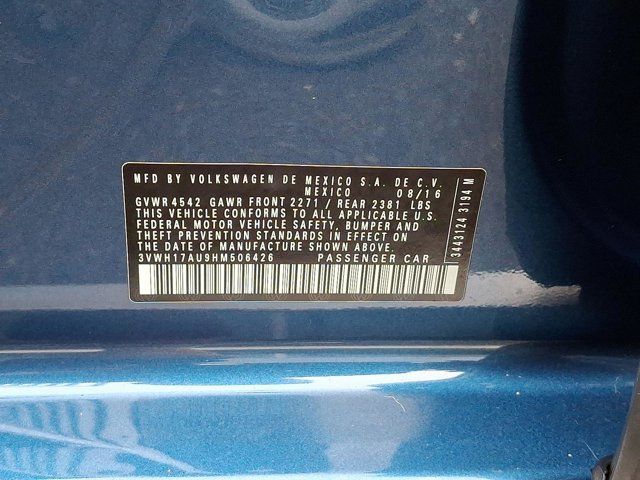 MFD BY VOLKSWAGEN DE MEXICO S.A. DE C.V.
MEXICO 08/16
GVWR 4542 GAWR FRONT 2271 / REAR 2381 LBS
THIS VEHICLE CONFORMS TO ALL APPLICABLE U.S.
FEDERAL MOTOR VEHICLE SAFETY, BUMPER AND
THEFT PREVENTION STANDARDS IN EFFECT ON
THE DATE OF MANUFACTURE SHOWN ABOVE.
3VWH17AU9HM506426 PASSENGER CAR
3443124 3194 M